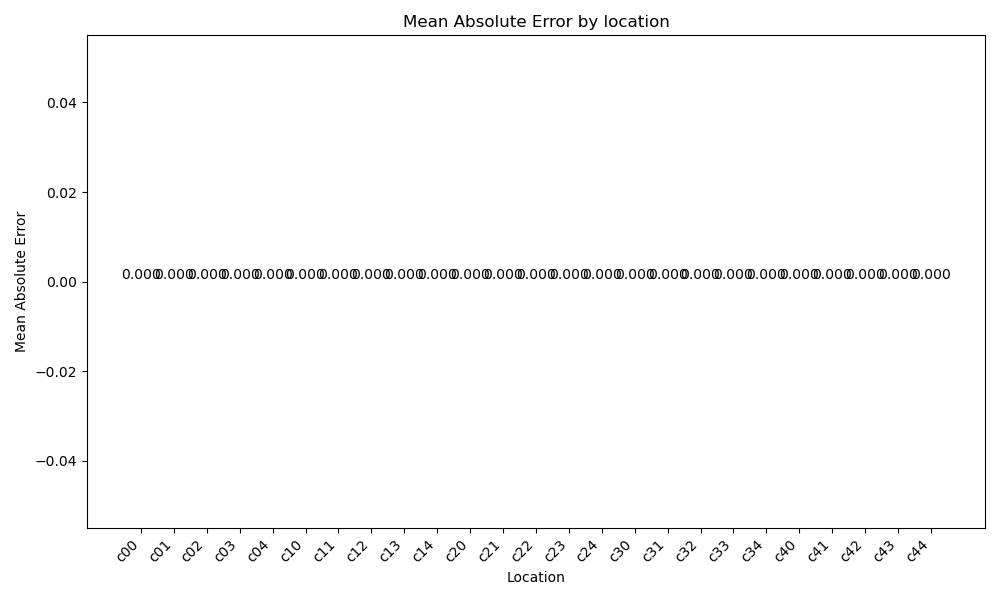 Mean Absolute Error by location
Mean Absolute Error
0.04
0.02
0.00
−0.02
−0.04
0.000 0.000 0.000 0.000 0.000 0.000 0.000 0.000 0.000 0.000 0.000 0.000 0.000 0.000 0.000 0.000 0.000 0.000 0.000 0.000 0.000 0.000 0.000 0.000 0.000
c00 c01 c02 c03 c04 c10 c11 c12 c13 c14 c20 c21 c22 c23 c24 c30 c31 c32 c33 c34 c40 c41 c42 c43 c44
Location